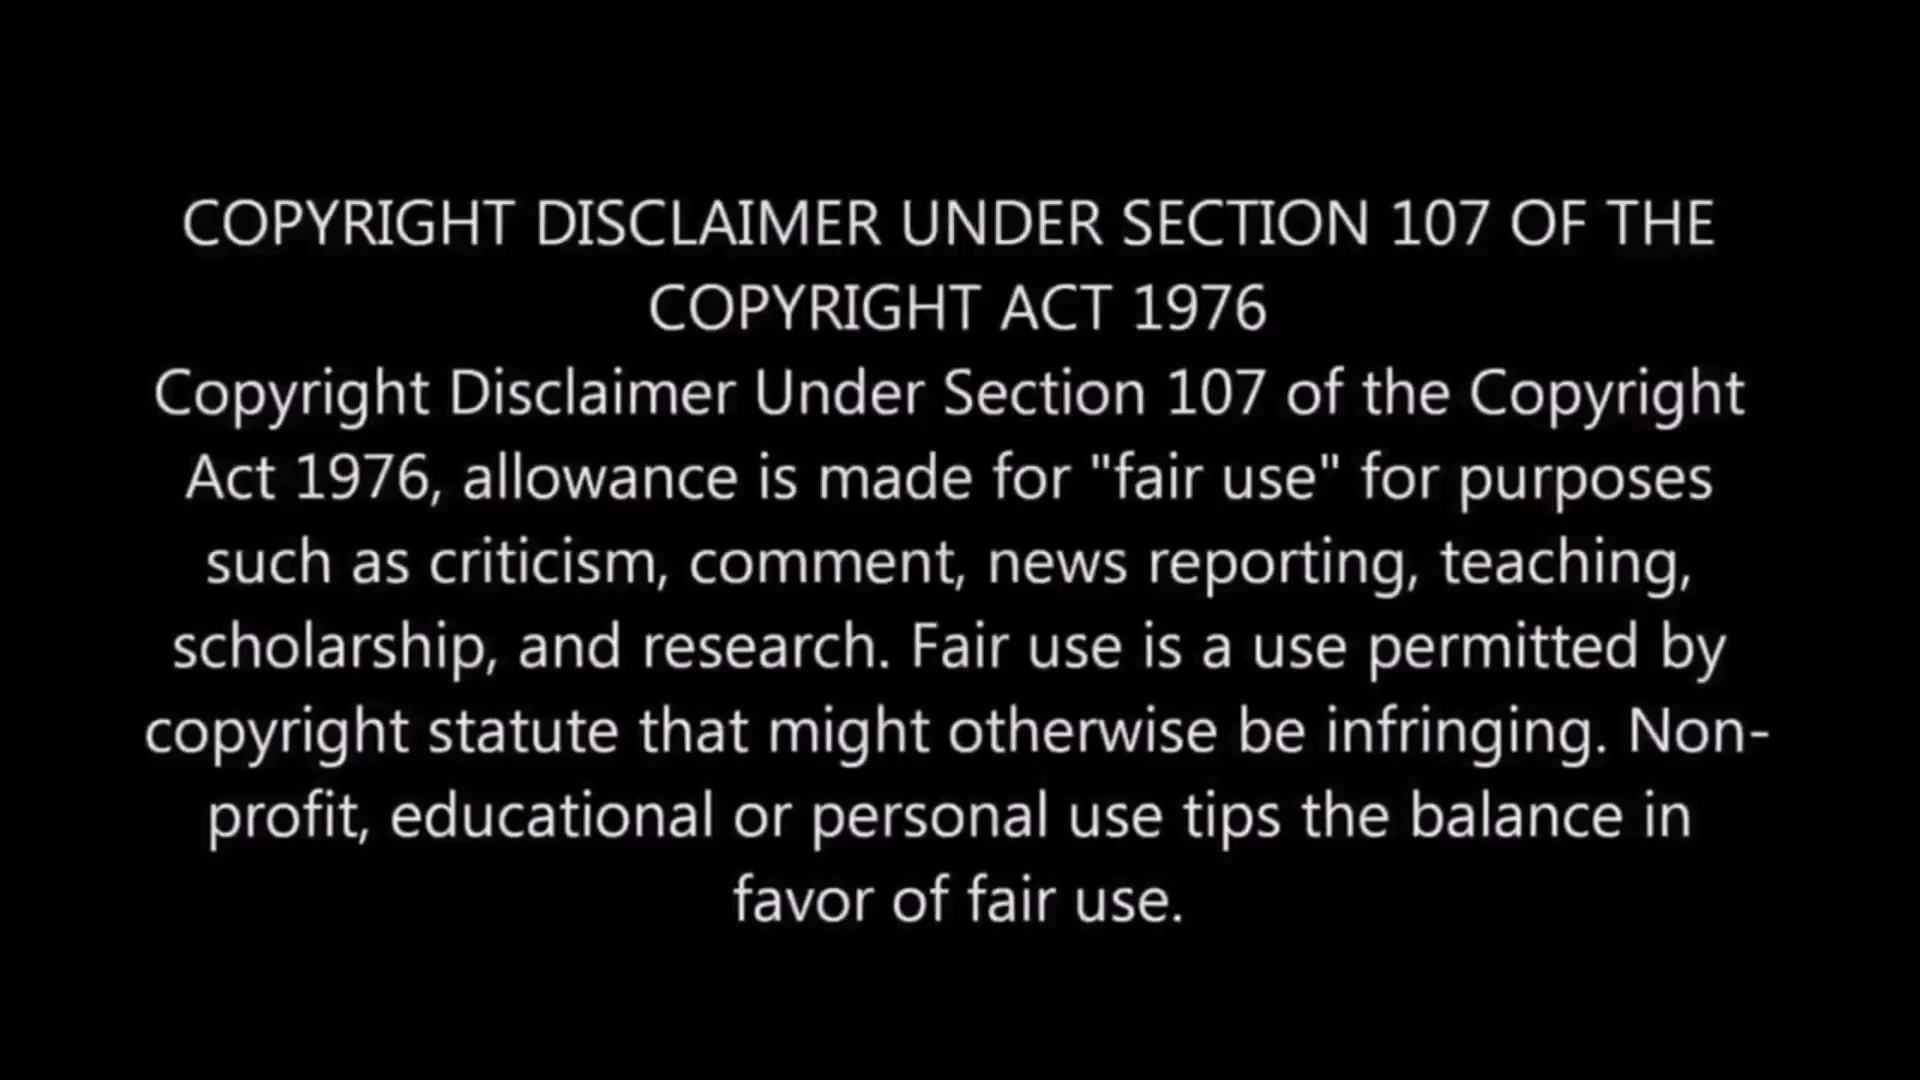 COPYRIGHT DISCLAIMER UNDER SECTION 107 OF THE
COPYRIGHT ACT 1976
Copyright Disclaimer Under Section 107 of the Copyright
Act 1976, allowance is made for "fair use" for purposes
such as criticism, comment, news reporting, teaching,
scholarship, and research. Fair use is a use permitted by
copyright statute that might otherwise be infringing. Non-
profit, educational or personal use tips the balance in
favor of fair use.